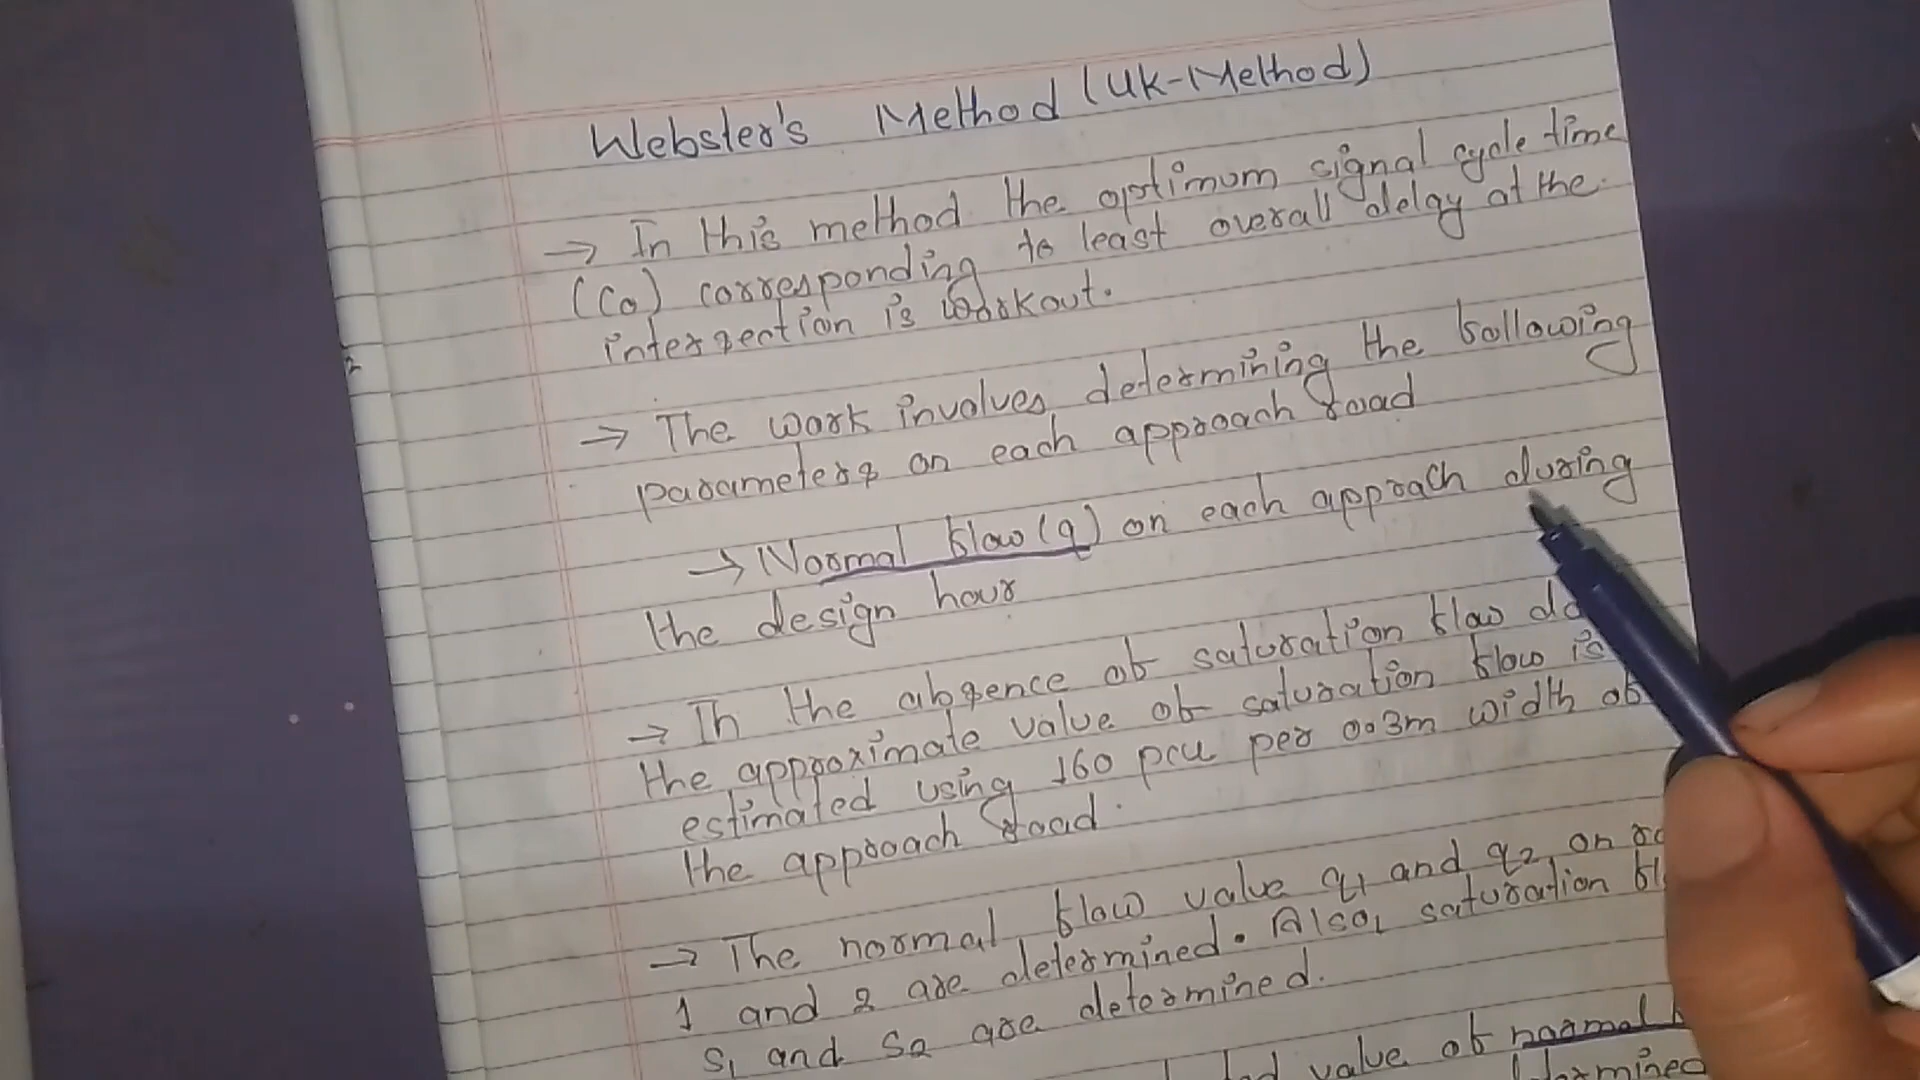 Webster's Method (UK-Method)
→ In this method the optimum signal cycle time
(Co) corresponding to least overall delay at the
intersection is workout.
→ The work involves determining the following
parameters on each approach road
→ Normal flow (q) on each approach during
the design hour
→ In the absence of saturation flow
the approximate value of saturation flow is
estimated using 160 pcu per 0.3m width of
the approach road.
→ The normal flow value q1 and q2 on
1 and 2 are determined. Also, saturation
S1 and S2 are determined.
value of normal